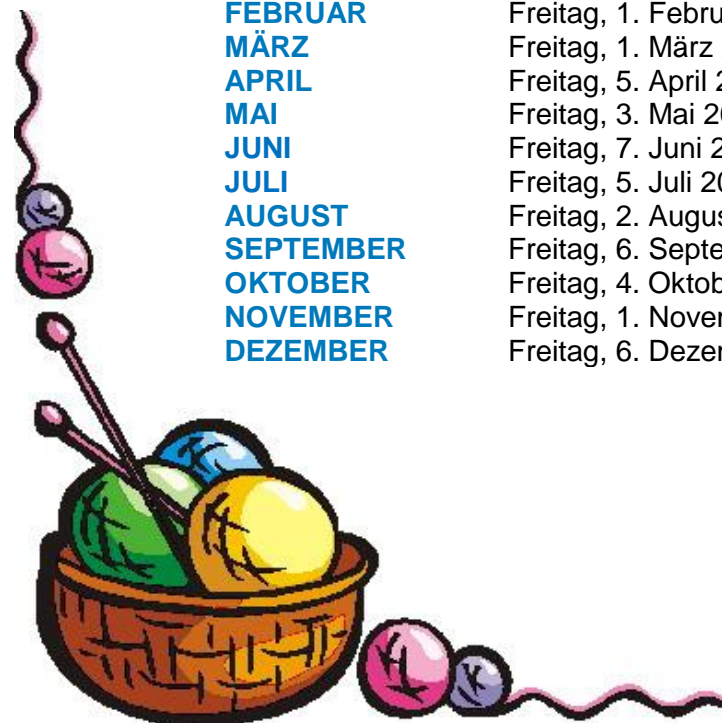 FEBRUAR Freitag, 1.
MÄRZ Freitag, 1. März
APRIL Freitag, 5. April
MAI Freitag, 3. Mai
JUNI Freitag, 7. Juni
JULI Freitag, 5. Juli
AUGUST Freitag, 2.
SEPTEMBER Freitag, 6.
OKTOBER Freitag, 4.
NOVEMBER Freitag, 1.
DEZEMBER Freitag, 6.